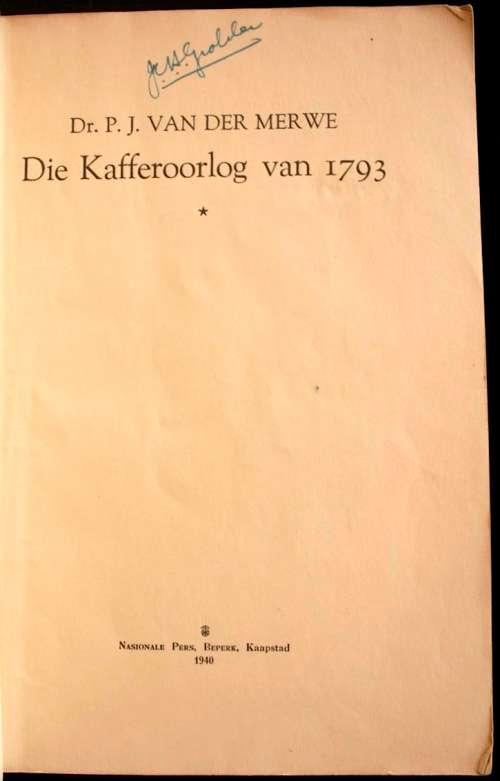 Dr. P. J. VAN DER MERWE
Die Kafferoorlog van 1793
★
NASIONALE PERS, BEPERK, Kaapstad
1940